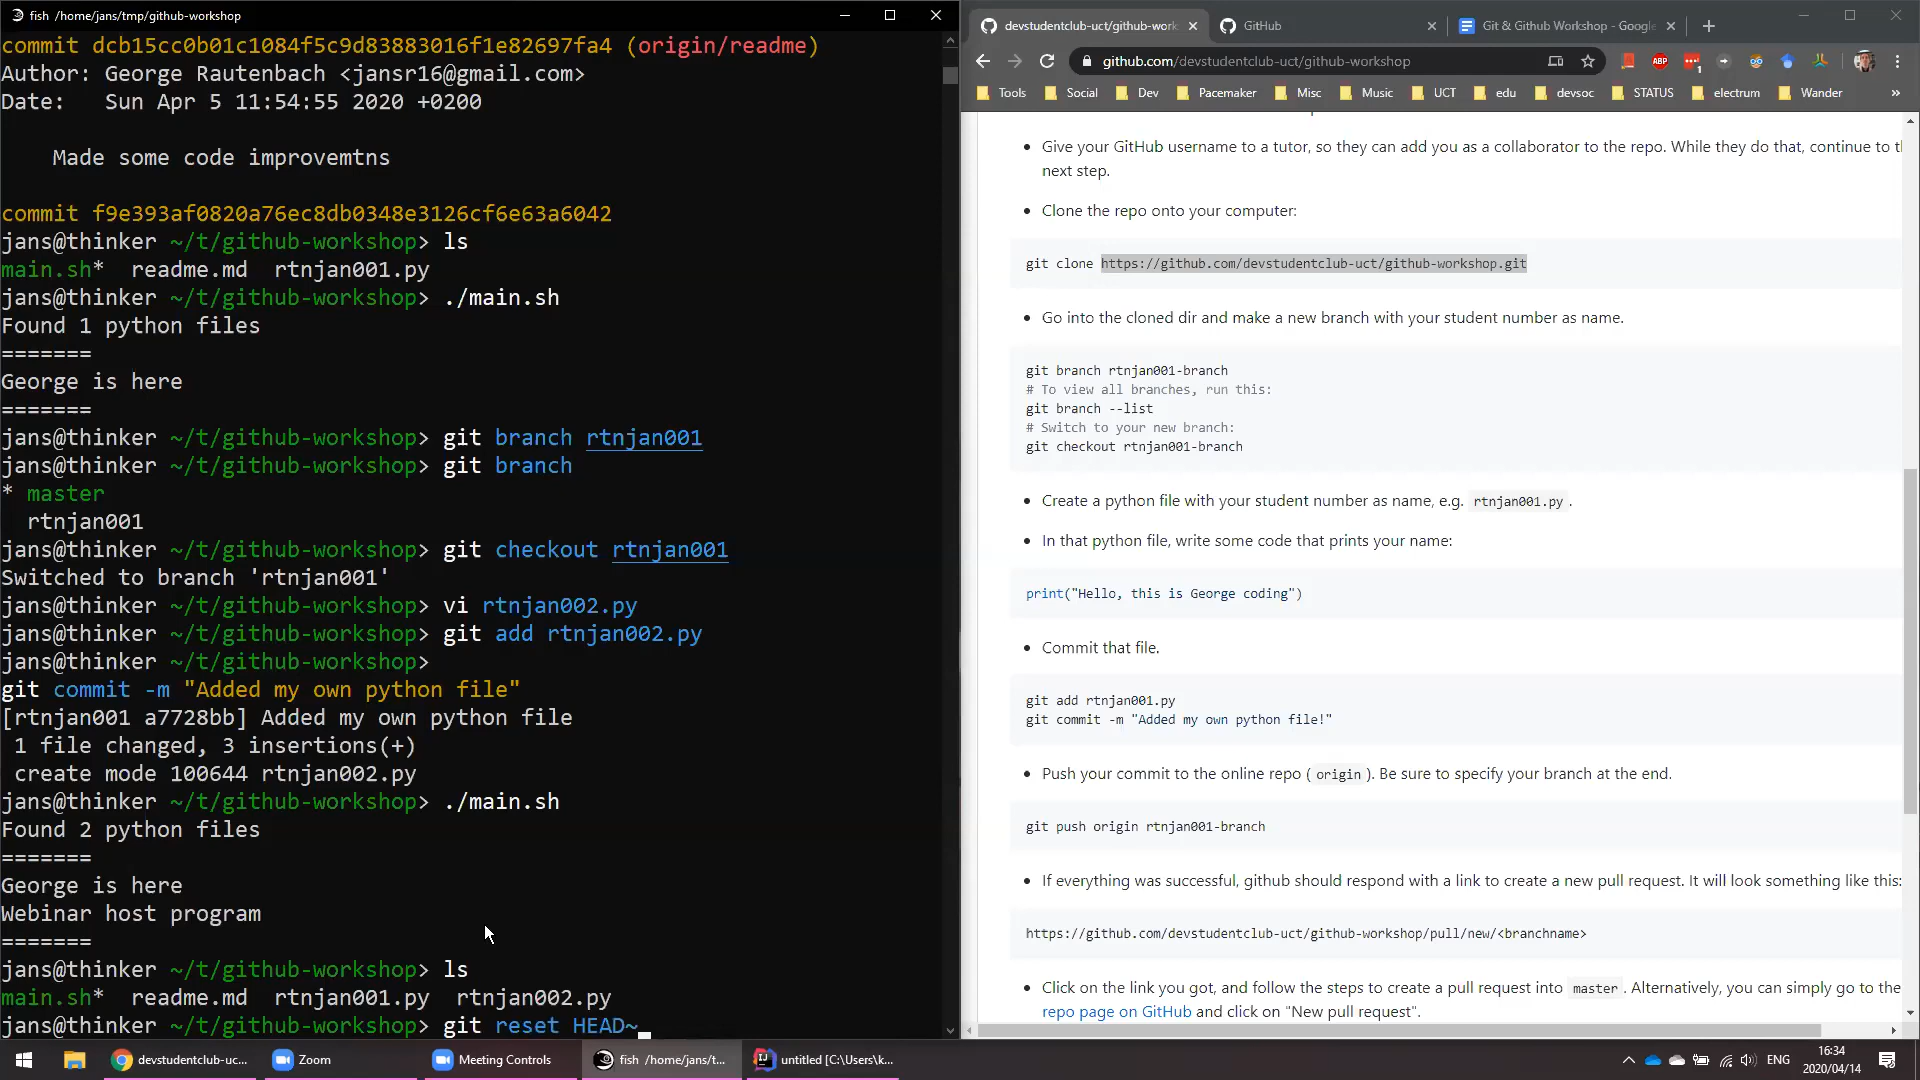 fish /home/jans/tmp/github-workshop
commit dcb15cc0b01c1084f5c9d83883016f1e82697fa4 (origin/readme)
Author: George Rautenbach <jansr16@gmail.com>
Date:   Sun Apr 5 11:54:55 2020 +0200
Made some code improvemtns
commit f9e393af0820a76ec8db0348e3126cf6e63a6042
jans@thinker ~/t/github-workshop> ls
main.sh*  readme.md  rtnjan001.py
jans@thinker ~/t/github-workshop> ./main.sh
Found 1 python files
=======
George is here
=======
jans@thinker ~/t/github-workshop> git branch rtnjan001
jans@thinker ~/t/github-workshop> git branch
* master
  rtnjan001
jans@thinker ~/t/github-workshop> git checkout rtnjan001
Switched to branch 'rtnjan001'
jans@thinker ~/t/github-workshop> vi rtnjan002.py
jans@thinker ~/t/github-workshop> git add rtnjan002.py
jans@thinker ~/t/github-workshop>
git commit -m "Added my own python file"
[rtnjan001 a7728bb] Added my own python file
 1 file changed, 3 insertions(+)
 create mode 100644 rtnjan002.py
jans@thinker ~/t/github-workshop> ./main.sh
Found 2 python files
=======
George is here
Webinar host program
=======
jans@thinker ~/t/github-workshop> ls
main.sh*  readme.md  rtnjan001.py  rtnjan002.py
jans@thinker ~/t/github-workshop> git reset HEAD~
devstudentclub-uct/github-work
GitHub
Git & Github Workshop - Google
github.com/devstudentclub-uct/github-workshop
ABP
Tools Social Dev Pacemaker Misc Music UCT edu devsoc STATUS electrum Wander »
Give your GitHub username to a tutor, so they can add you as a collaborator to the repo. While they do that, continue to t
next step.
Clone the repo onto your computer:
git clone https://github.com/devstudentclub-uct/github-workshop.git
Go into the cloned dir and make a new branch with your student number as name.
git branch rtnjan001-branch
# To view all branches, run this:
git branch --list
# Switch to your new branch:
git checkout rtnjan001-branch
Create a python file with your student number as name, e.g. rtnjan001.py .
In that python file, write some code that prints your name:
print("Hello, this is George coding")
Commit that file.
git add rtnjan001.py
git commit -m "Added my own python file!"
Push your commit to the online repo ( origin ). Be sure to specify your branch at the end.
git push origin rtnjan001-branch
If everything was successful, github should respond with a link to create a new pull request. It will look something like this:
https://github.com/devstudentclub-uct/github-workshop/pull/new/<branchname>
Click on the link you got, and follow the steps to create a pull request into master . Alternatively, you can simply go to the
repo page on GitHub and click on "New pull request".
devstudentclub-uc...
Zoom
Meeting Controls
fish /home/jans/t...
untitled [C:\Users\k...
ENG
16:34
2020/04/14